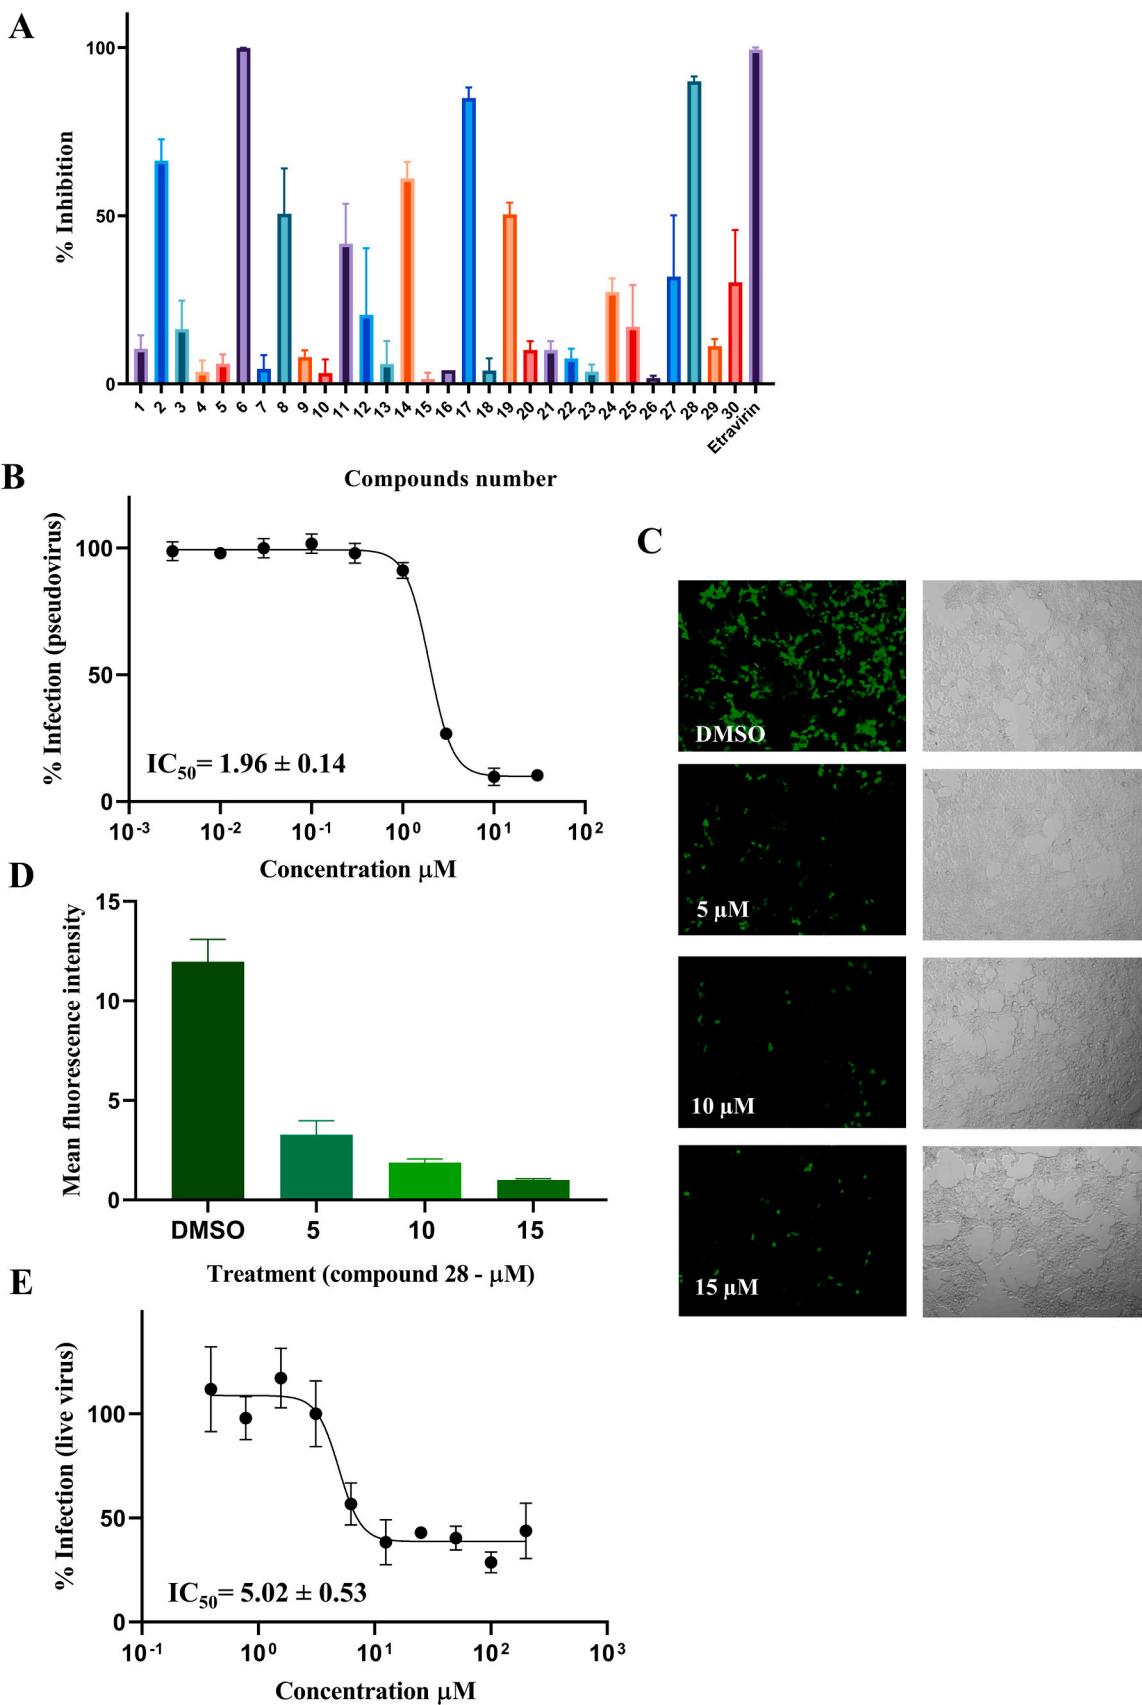 A
% Inhibition
100
50
0
1 2 3 4 5 6 7 8 9 10 11 12 13 14 15 16 17 18 19 20 21 22 23 24 25 26 27 28 29 30 Etravirin
Compounds number
B
% Infection (pseudovirus)
100
50
0
IC50= 1.96 ± 0.14
10-3 10-2 10-1 100 101 102
Concentration μM
C
DMSO
5 μM
10 μM
15 μM
D
Mean fluorescence intensity
15
10
5
0
DMSO 5 10 15
Treatment (compound 28 - μM)
E
% Infection (live virus)
100
50
0
IC50= 5.02 ± 0.53
10-1 100 101 102 103
Concentration μM